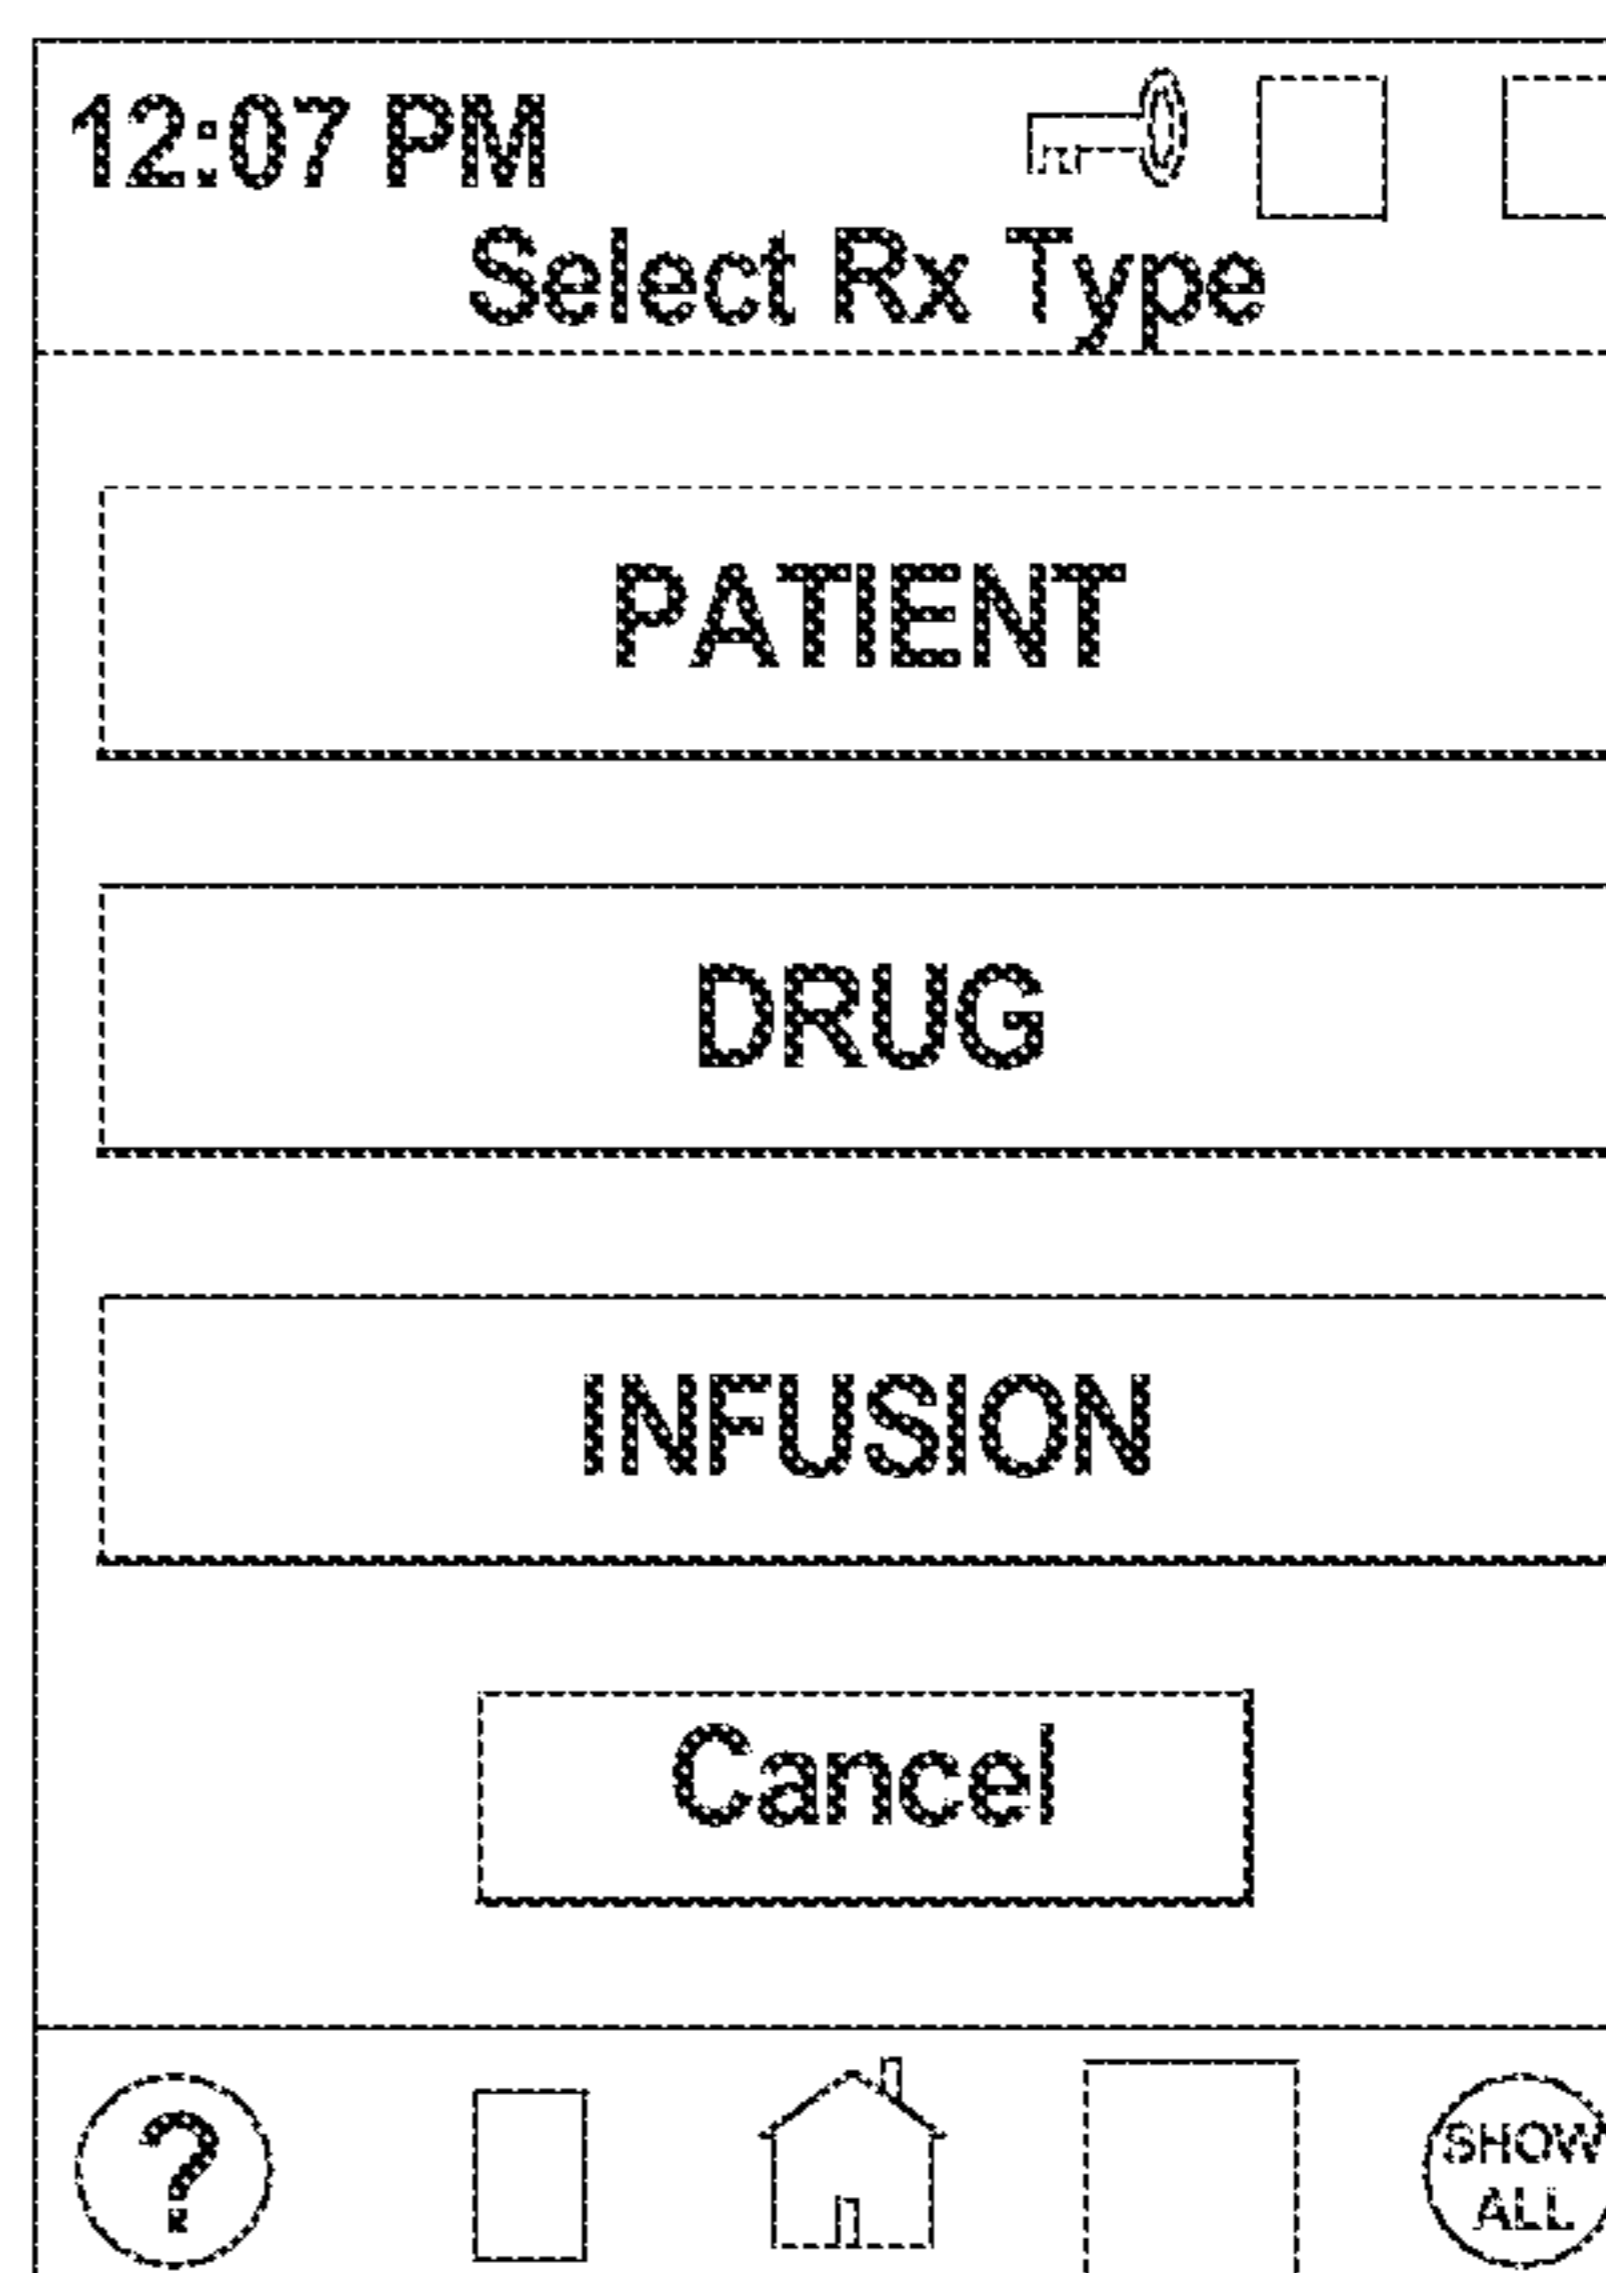 12:07 PM
Select Rx Type
PATIENT
DRUG
INFUSION
Cancel
?
SHOW
ALL